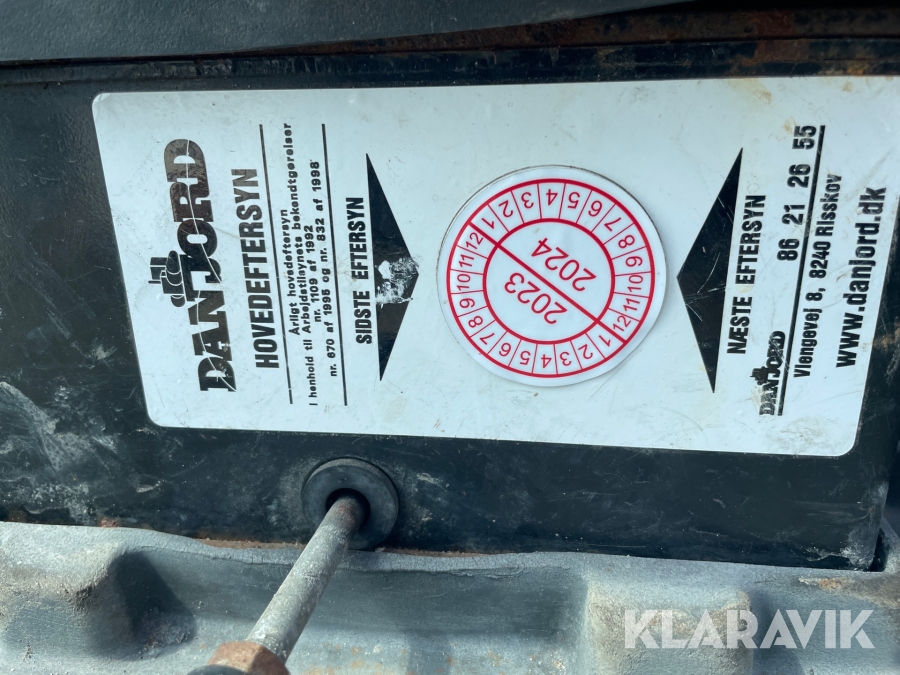 DANJORD
HOVEDEFTERSYN
Årligt hovedeftersyn
I henhold til Arbejdstilsynets bekendtgørelser
nr. 1109 af 1992
nr. 670 af 1995 og nr. 832 af 1998
SIDSTE EFTERSYN
1 2 3 4 5 6 7 8 9 10 11 12
2024
2023
1 2 3 4 5 6 7 8 9 10 11 12
NÆSTE EFTERSYN
DANJORD
86 21 26 55
Vlengevej 8, 8240 Risskov
www.danjord.dk
KLARAVIK